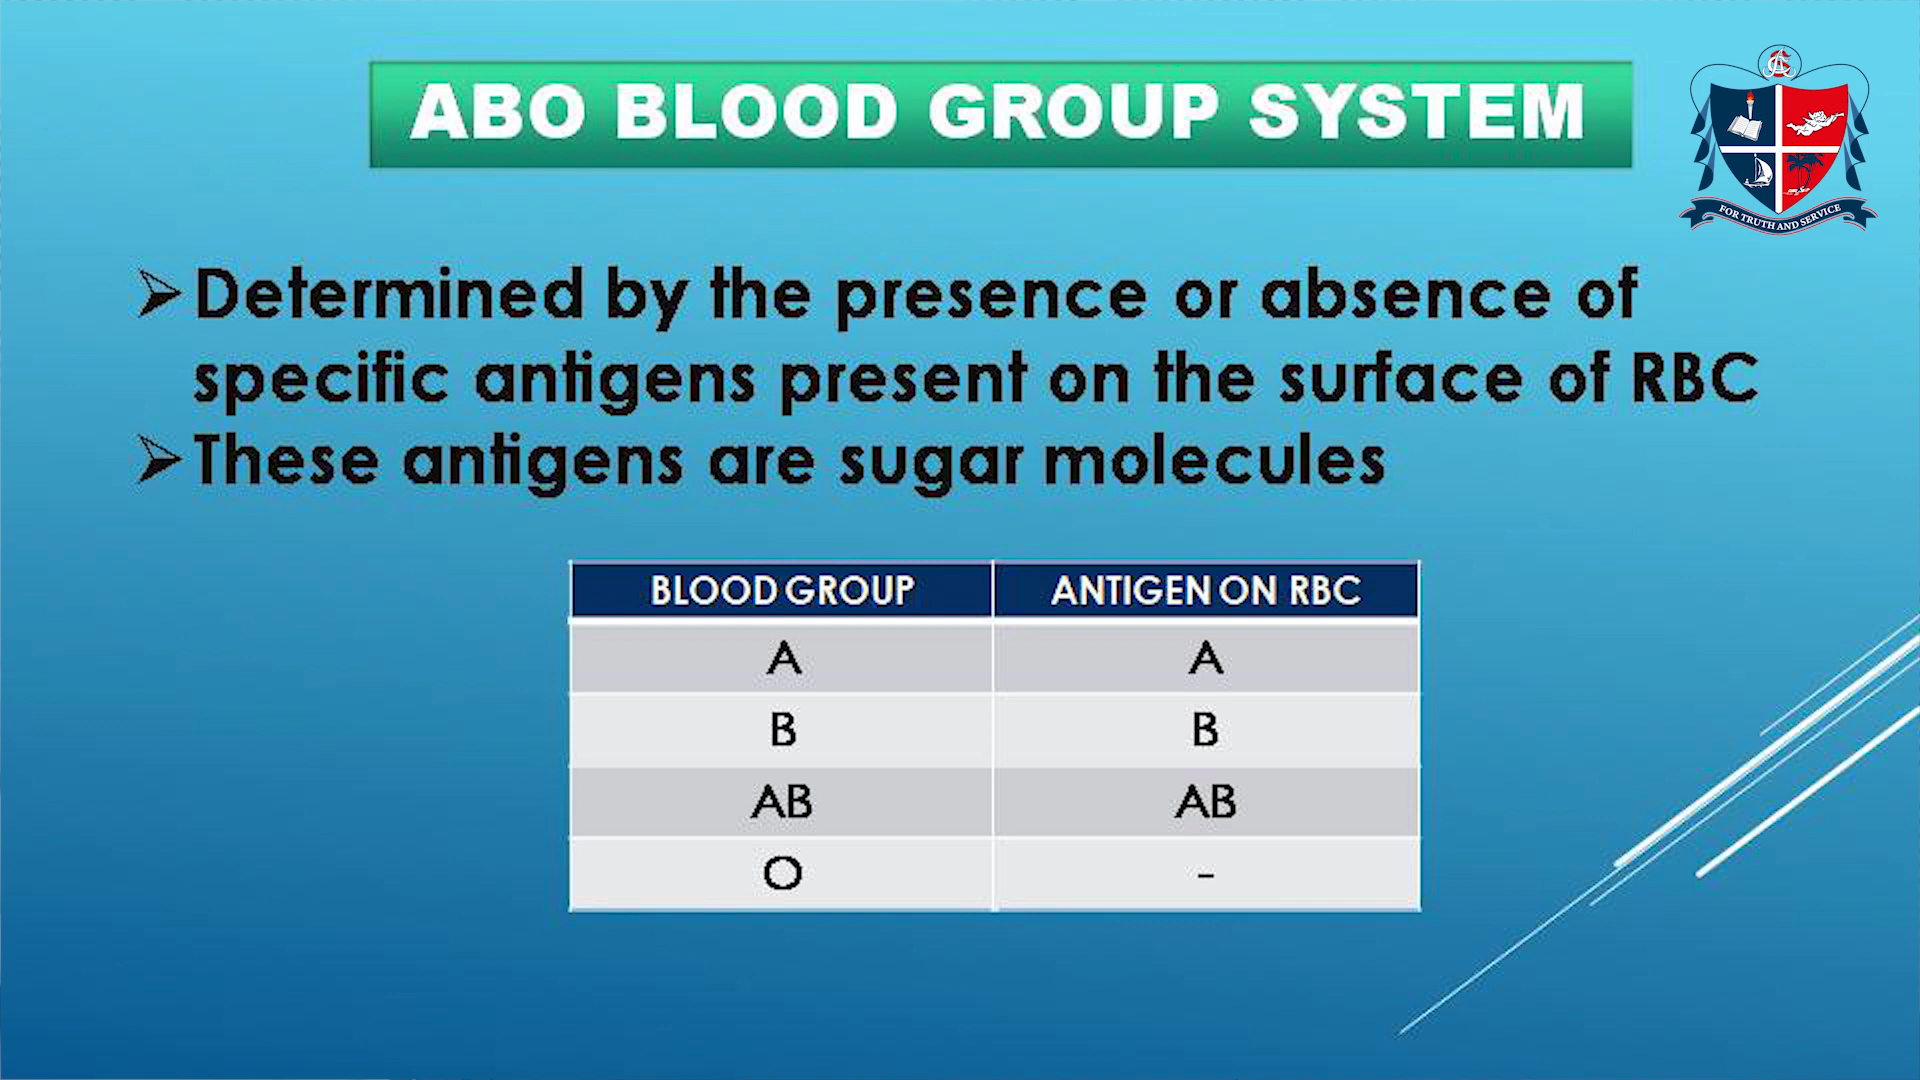 ABO BLOOD GROUP SYSTEM
FOR TRUTH AND SERVICE
Determined by the presence or absence of
specific antigens present on the surface of RBC
These antigens are sugar molecules
BLOOD GROUP ANTIGEN ON RBC
A A
B B
AB AB
O -